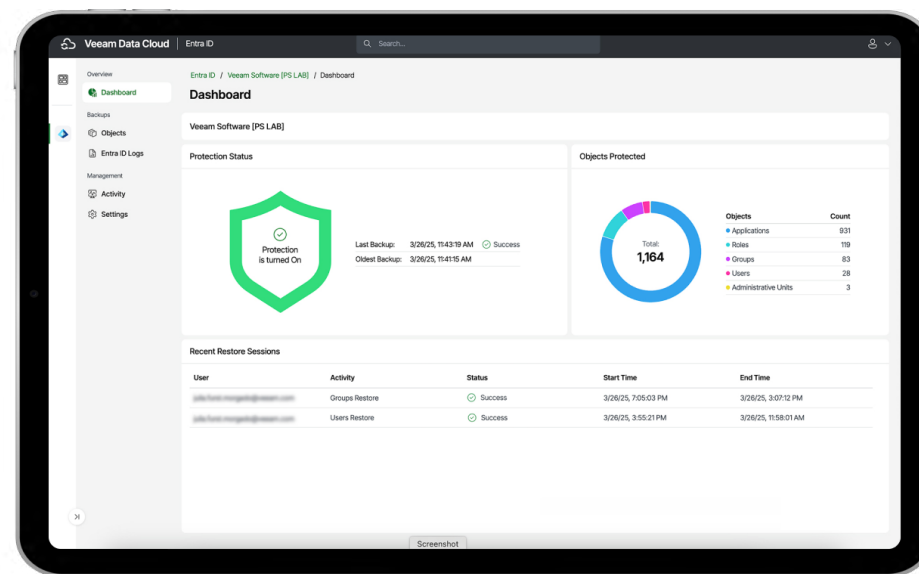 Veeam Data Cloud | Entra ID
Search...
Overview
Dashboard
Backups
Objects
Entra ID Logs
Management
Activity
Settings
Entra ID / Veeam Software [PS LAB] / Dashboard
Dashboard
Veeam Software [PS LAB]
Protection Status
Protection
is turned On
Last Backup: 3/26/25, 11:43:19 AM Success
Oldest Backup: 3/26/25, 11:41:15 AM
Objects Protected
Total:
1,164
Objects Count
Applications 931
Roles 119
Groups 83
Users 28
Administrative Units 3
Recent Restore Sessions
User Activity Status Start Time End Time
Groups Restore Success 3/26/25, 7:05:03 PM 3/26/25, 3:07:12 PM
Users Restore Success 3/26/25, 3:55:21 PM 3/26/25, 11:58:01 AM
Screenshot